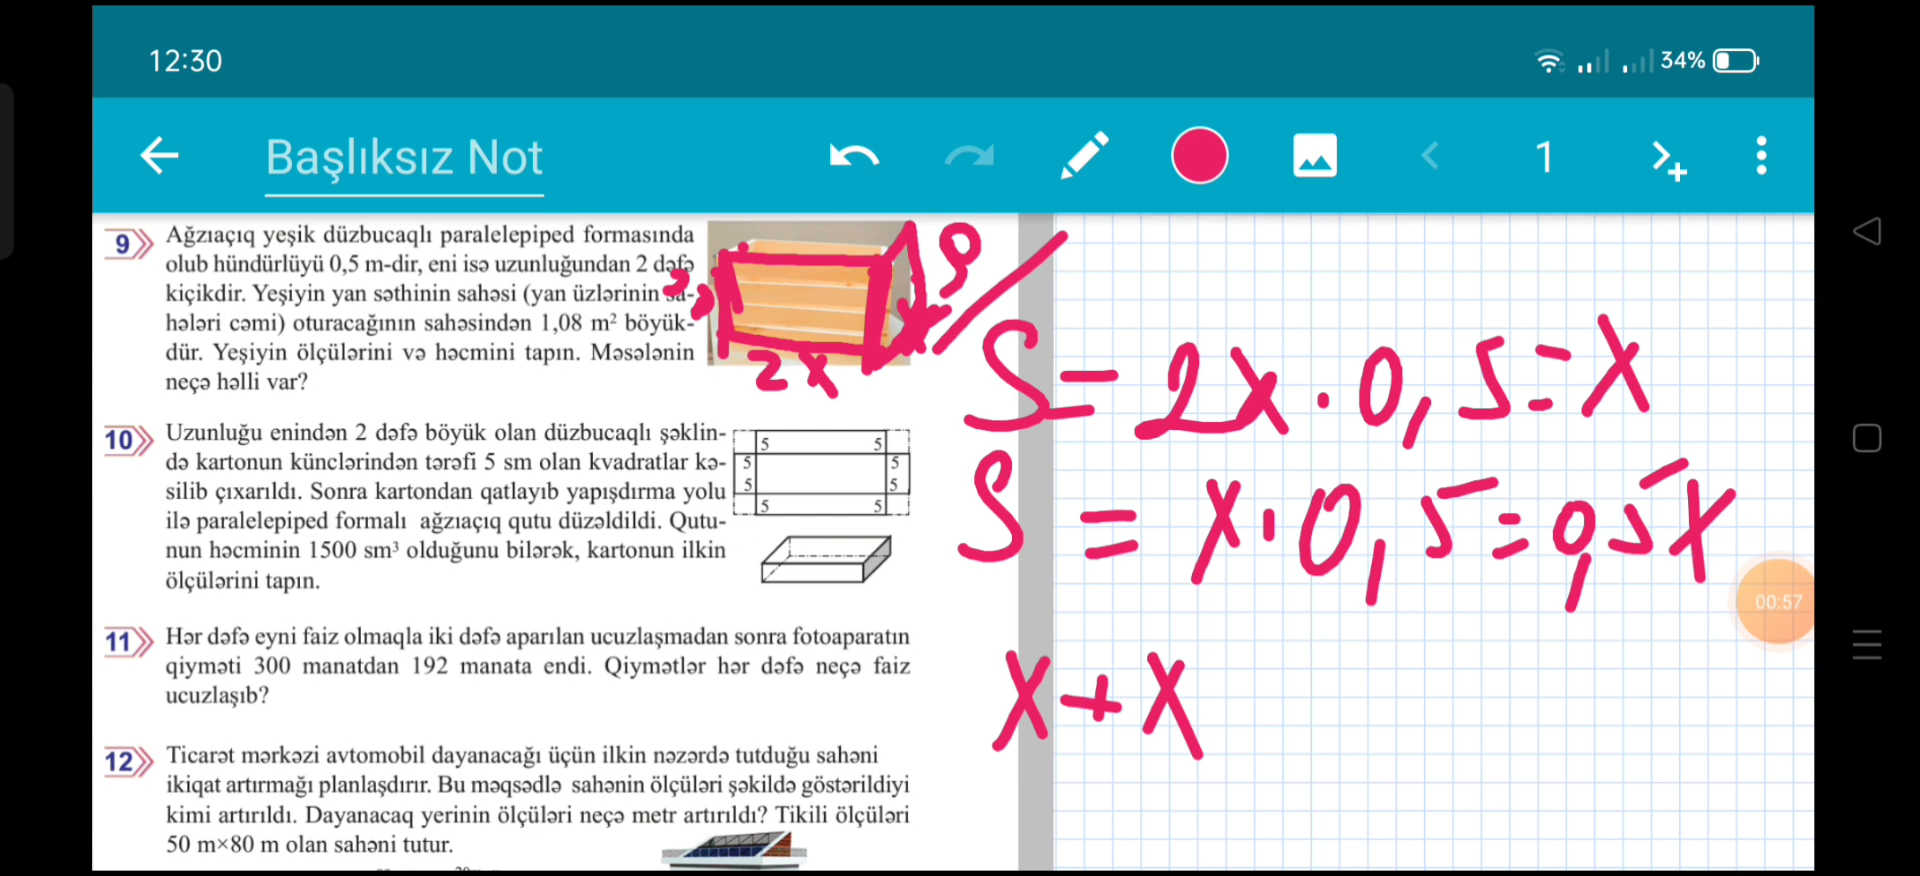 12:30
34%
Başlıksız Not
1
9 Ağzıaçıq yeşik düzbucaqlı paralelepiped formasında
olub hündürlüyü 0,5 m-dir, eni isə uzunluğundan 2 dəfə
kiçikdir. Yeşiyin yan səthinin sahəsi (yan üzlərinin sa-
hələri cəmi) oturacağının sahəsindən 1,08 m² böyük-
dür. Yeşiyin ölçülərini və həcmini tapın. Məsələnin
neçə həlli var?
2x
S = 2x · 0,5 = x
S = x · 0,5 = 0,5x
x + x
10 Uzunluğu enindən 2 dəfə böyük olan düzbucaqlı şəklin-
də kartonun künclərindən tərəfi 5 sm olan kvadratlar kə-
silib çıxarıldı. Sonra kartondan qatlayıb yapışdırma yolu
ilə paralelepiped formalı ağzıaçıq qutu düzəldildi. Qutu-
nun həcminin 1500 sm³ olduğunu bilərək, kartonun ilkin
ölçülərini tapın.
5 5
5 5
5 5
5 5
00:57
11 Hər dəfə eyni faiz olmaqla iki dəfə aparılan ucuzlaşmadan sonra fotoaparatın
qiyməti 300 manatdan 192 manata endi. Qiymətlər hər dəfə neçə faiz
ucuzlaşıb?
12 Ticarət mərkəzi avtomobil dayanacağı üçün ilkin nəzərdə tutduğu sahəni
ikiqat artırmağı planlaşdırır. Bu məqsədlə sahənin ölçüləri şəkildə göstərildiyi
kimi artırıldı. Dayanacaq yerinin ölçüləri neçə metr artırıldı? Tikili ölçüləri
50 m×80 m olan sahəni tutur.